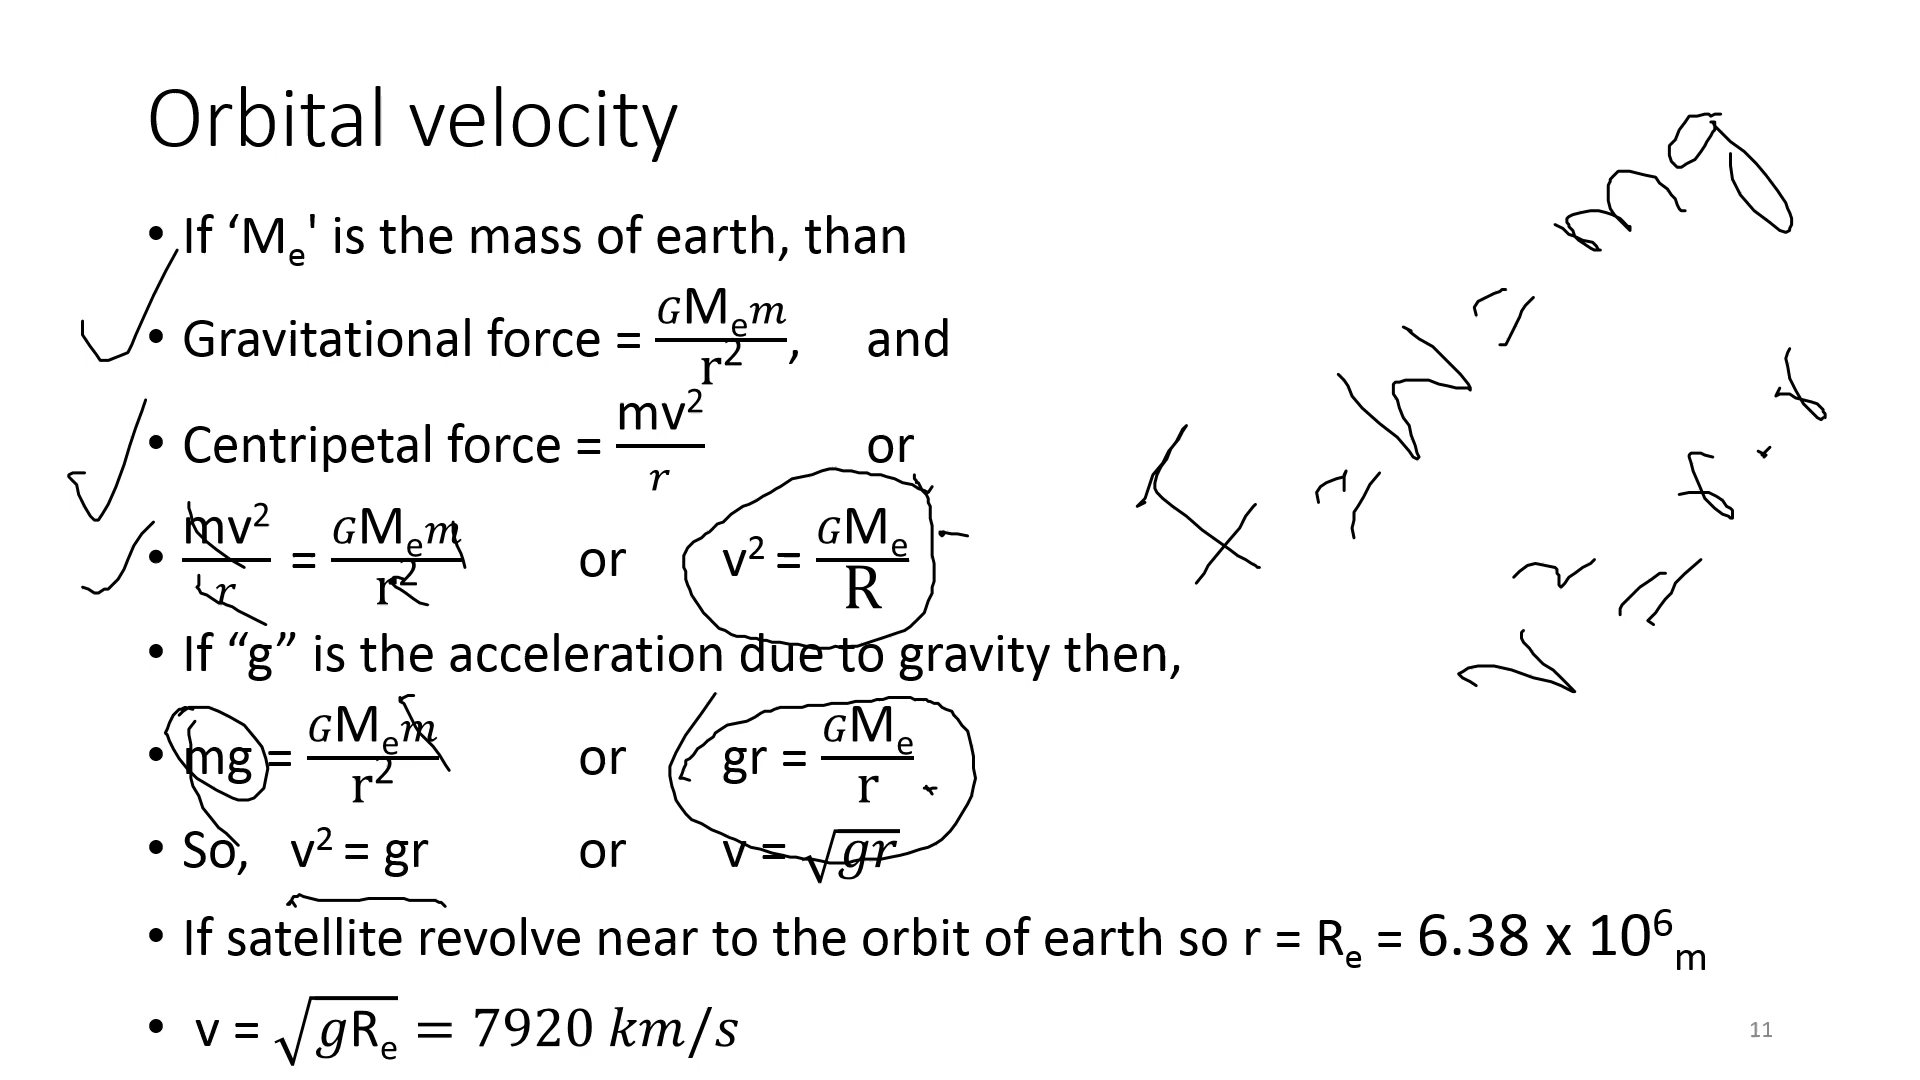 Orbital velocity
• If ‘Mₑ' is the mass of earth, than
• Gravitational force = GMₑm/r², and
• Centripetal force = mv²/r or
• mv²/r = GMₑm/r² or v² = GMₑ/R
• If “g” is the acceleration due to gravity then,
• mg = GMₑm/r² or gr = GMₑ/r
• So, v² = gr or v = √gr
• If satellite revolve near to the orbit of earth so r = Rₑ = 6.38 x 10⁶ₘ
• v = √gRₑ = 7920 km/s
11
F = W = mg